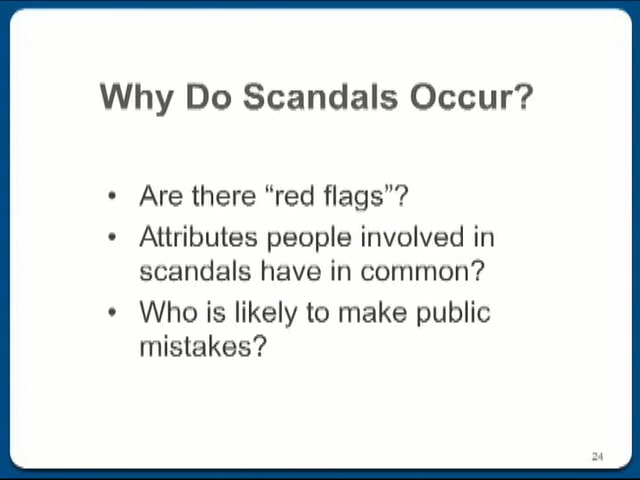 Why Do Scandals Occur?
• Are there “red flags”?
• Attributes people involved in
scandals have in common?
• Who is likely to make public
mistakes?
24